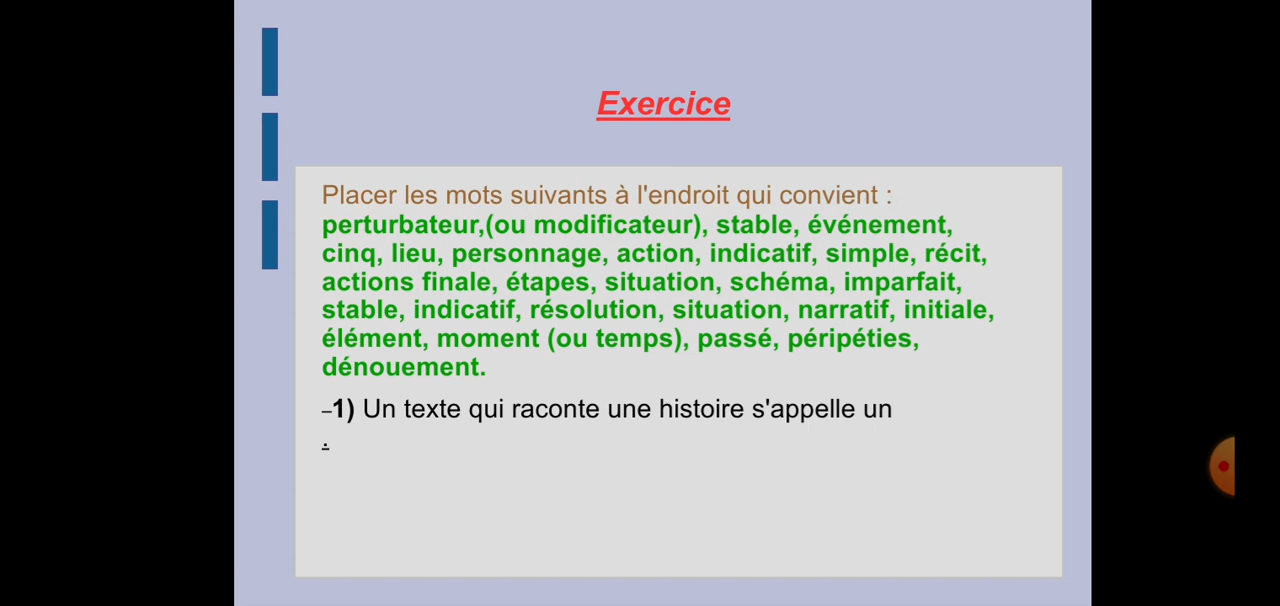 Exercice
Placer les mots suivants à l'endroit qui convient :
perturbateur,(ou modificateur), stable, événement,
cinq, lieu, personnage, action, indicatif, simple, récit,
actions finale, étapes, situation, schéma, imparfait,
stable, indicatif, résolution, situation, narratif, initiale,
élément, moment (ou temps), passé, péripéties,
dénouement.
–1) Un texte qui raconte une histoire s'appelle un
.